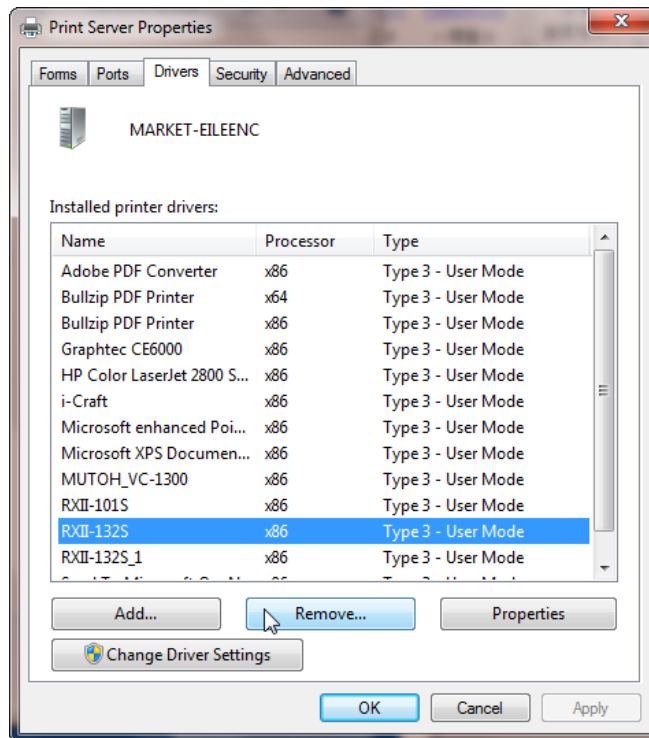 Print Server Properties
Forms Ports Drivers Security Advanced
MARKET-EILEENC
Installed printer drivers:
Name Processor Type
Adobe PDF Converter x86 Type 3 - User Mode
Bullzip PDF Printer x64 Type 3 - User Mode
Bullzip PDF Printer x86 Type 3 - User Mode
Graphtec CE6000 x86 Type 3 - User Mode
HP Color LaserJet 2800 S... x86 Type 3 - User Mode
i-Craft x86 Type 3 - User Mode
Microsoft enhanced Poi... x86 Type 3 - User Mode
Microsoft XPS Documen... x86 Type 3 - User Mode
MUTOH_VC-1300 x86 Type 3 - User Mode
RXII-101S x86 Type 3 - User Mode
RXII-132S x86 Type 3 - User Mode
RXII-132S_1 x86 Type 3 - User Mode
Add... Remove... Properties
Change Driver Settings
OK Cancel Apply